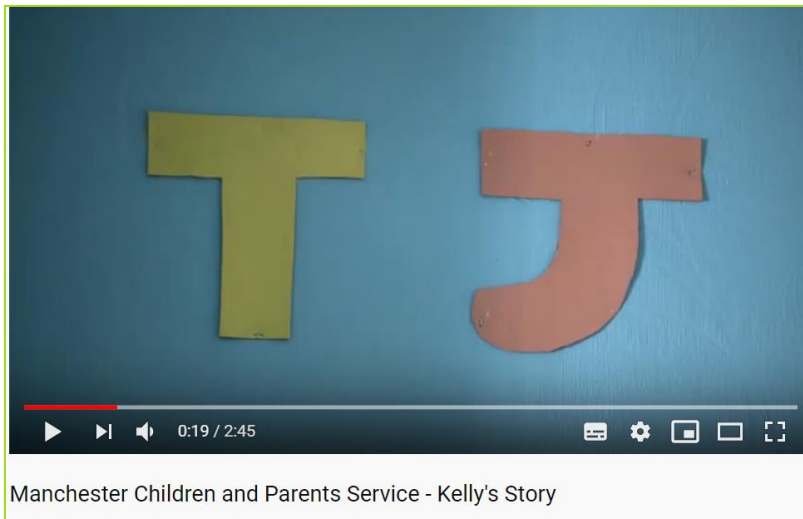 T J
0:19 / 2:45
Manchester Children and Parents Service - Kelly's Story